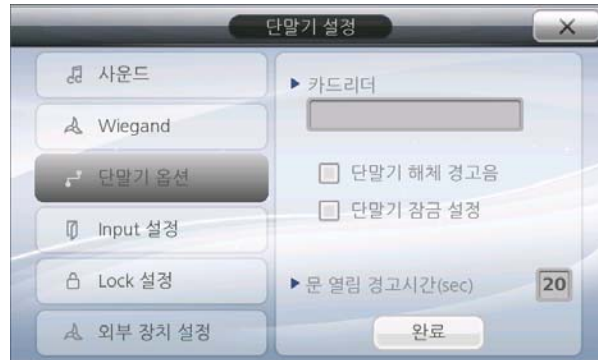 단말기 설정
사운드
Wiegand
단말기 옵션
Input 설정
Lock 설정
외부 장치 설정
카드리더
단말기 해체 경고음
단말기 잠금 설정
문 열림 경고시간(sec) 20
완료